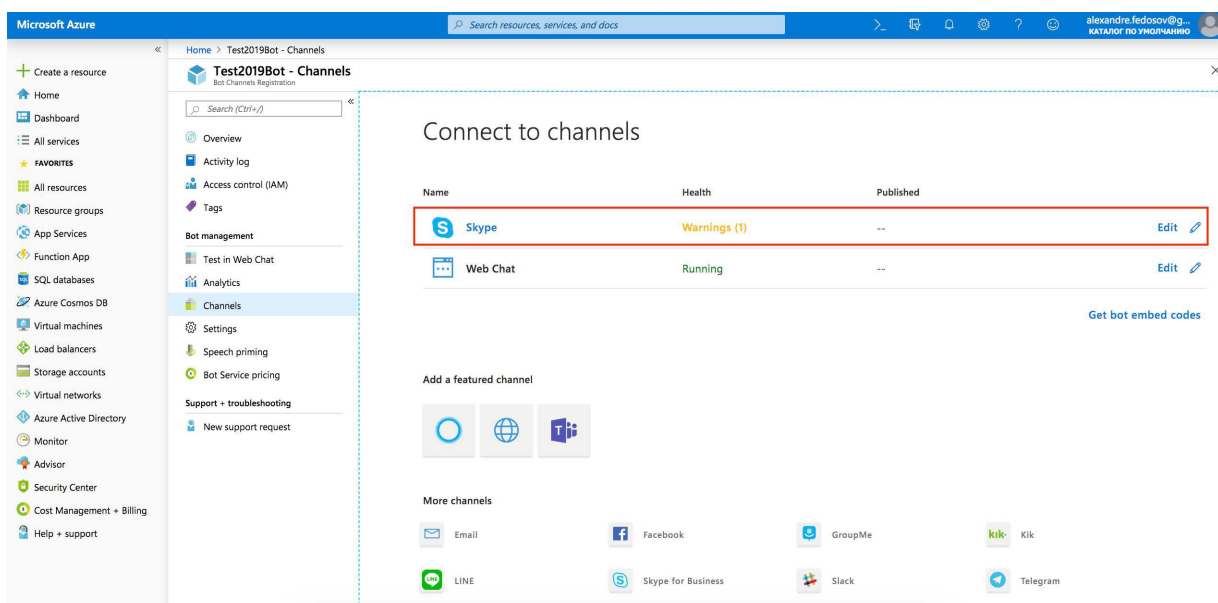 Microsoft Azure
Search resources, services, and docs
alexandre.fedosov@g...
КАТАЛОГ ПО УМОЛЧАНИЮ
Create a resource
Home
Dashboard
All services
FAVORITES
All resources
Resource groups
App Services
Function App
SQL databases
Azure Cosmos DB
Virtual machines
Load balancers
Storage accounts
Virtual networks
Azure Active Directory
Monitor
Advisor
Security Center
Cost Management + Billing
Help + support
Home > Test2019Bot - Channels
Test2019Bot - Channels
Bot Channels Registration
Search (Ctrl+/)
Overview
Activity log
Access control (IAM)
Tags
Bot management
Test in Web Chat
Analytics
Channels
Settings
Speech priming
Bot Service pricing
Support + troubleshooting
New support request
Connect to channels
Name Health Published
Skype Warnings (1) -- Edit
Web Chat Running -- Edit
Get bot embed codes
Add a featured channel
More channels
Email Facebook GroupMe kik· Kik
LINE LINE Skype for Business Slack Telegram